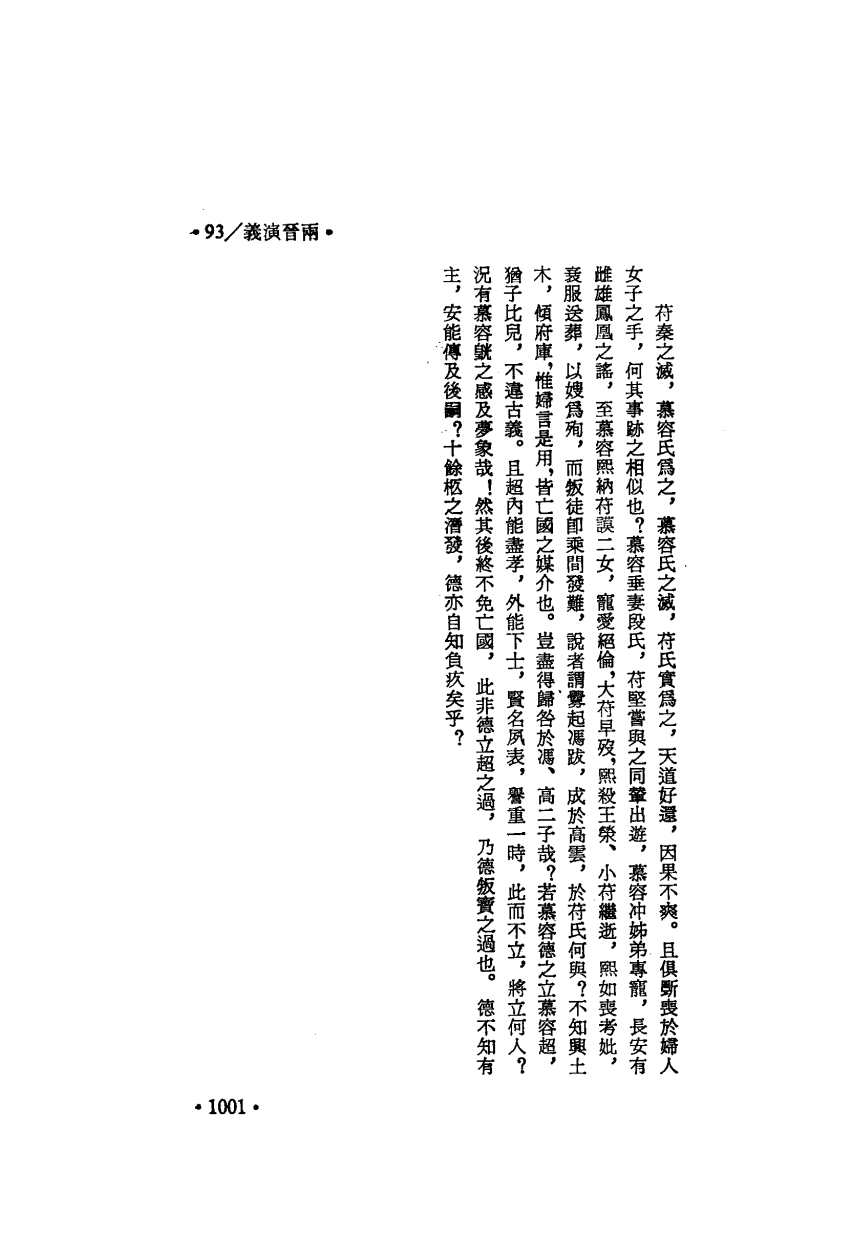 •93／義演晉兩•
苻秦之滅，慕容氏爲之，慕容氏之滅，苻氏實爲之，天道好還，因果不爽。且俱斲喪於婦人
女子之手，何其事跡之相似也？慕容垂妻段氏，苻堅嘗與之同輦出遊，慕容冲姊弟專寵，長安有
雌雄鳳凰之謠，至慕容熙納苻謨二女，寵愛絕倫，大苻早歿，熙殺王榮、小苻繼逝，熙如喪考妣，
衰服送葬，以嫂爲殉，而叛徒卽乘間發難，說者謂釁起馮跋，成於高雲，於苻氏何與？不知興土
木，傾府庫，惟婦言是用，皆亡國之媒介也。豈盡得歸咎於馮、高二子哉？若慕容德之立慕容超，
猶子比兒，不違古義。且超內能盡孝，外能下士，賢名夙表，譽重一時，此而不立，將立何人？
況有慕容皝之感及夢象哉！然其後終不免亡國，此非德立超之過，乃德叛寶之過也。德不知有
主，安能傳及後嗣？十餘柩之潛發，德亦自知負疚矣乎？
•1001•